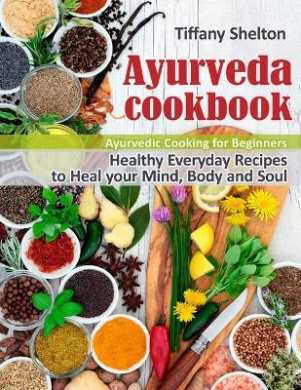 Tiffany Shelton
Ayurveda
cookbook
Ayurvedic Cooking for Beginners
Healthy Everyday Recipes
to Heal your Mind, Body and Soul